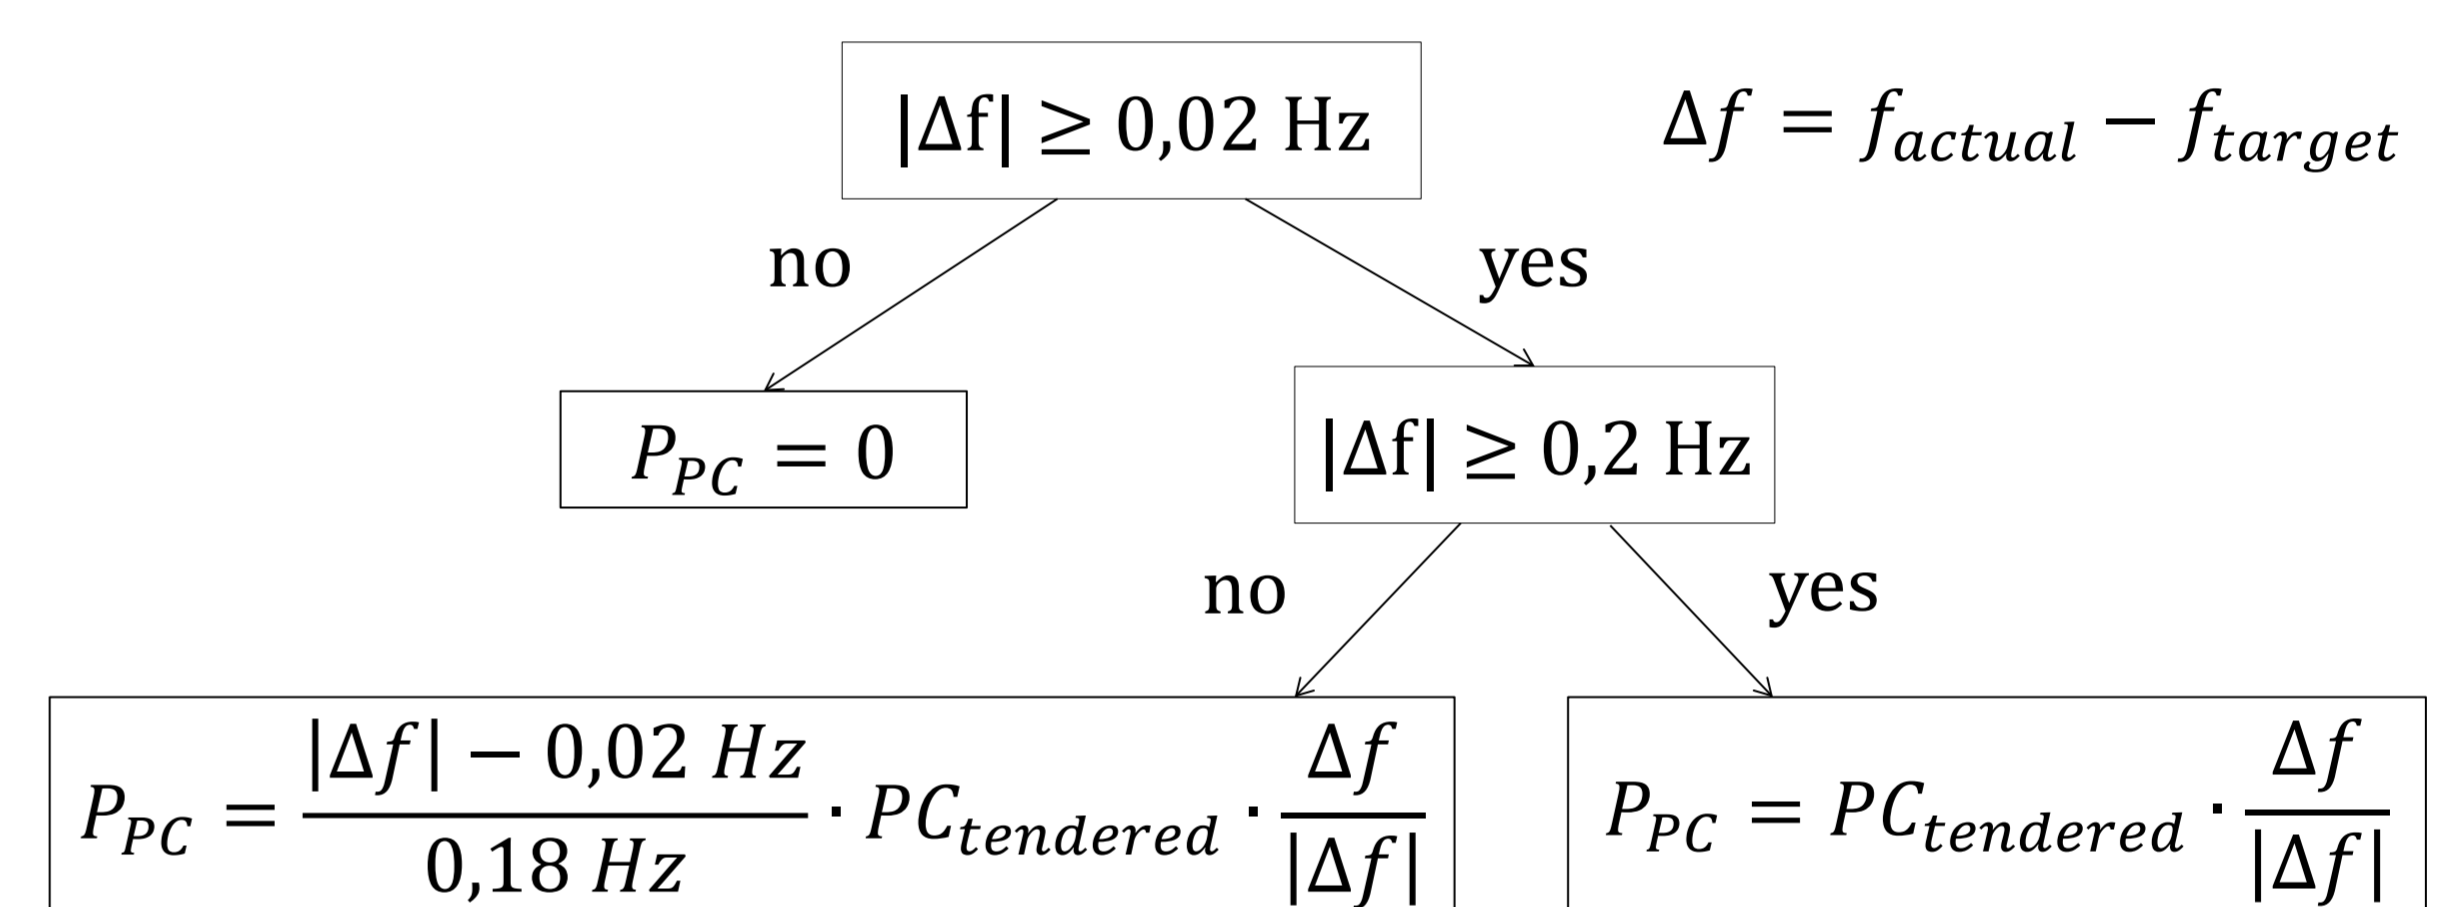 |Δf| ≥ 0,02 Hz
Δf = f_actual − f_target
no
yes
P_PC = 0
|Δf| ≥ 0,2 Hz
no
yes
P_PC = (|Δf| − 0,02 Hz) / (0,18 Hz) · PC_tendered · Δf / |Δf|
P_PC = PC_tendered · Δf / |Δf|